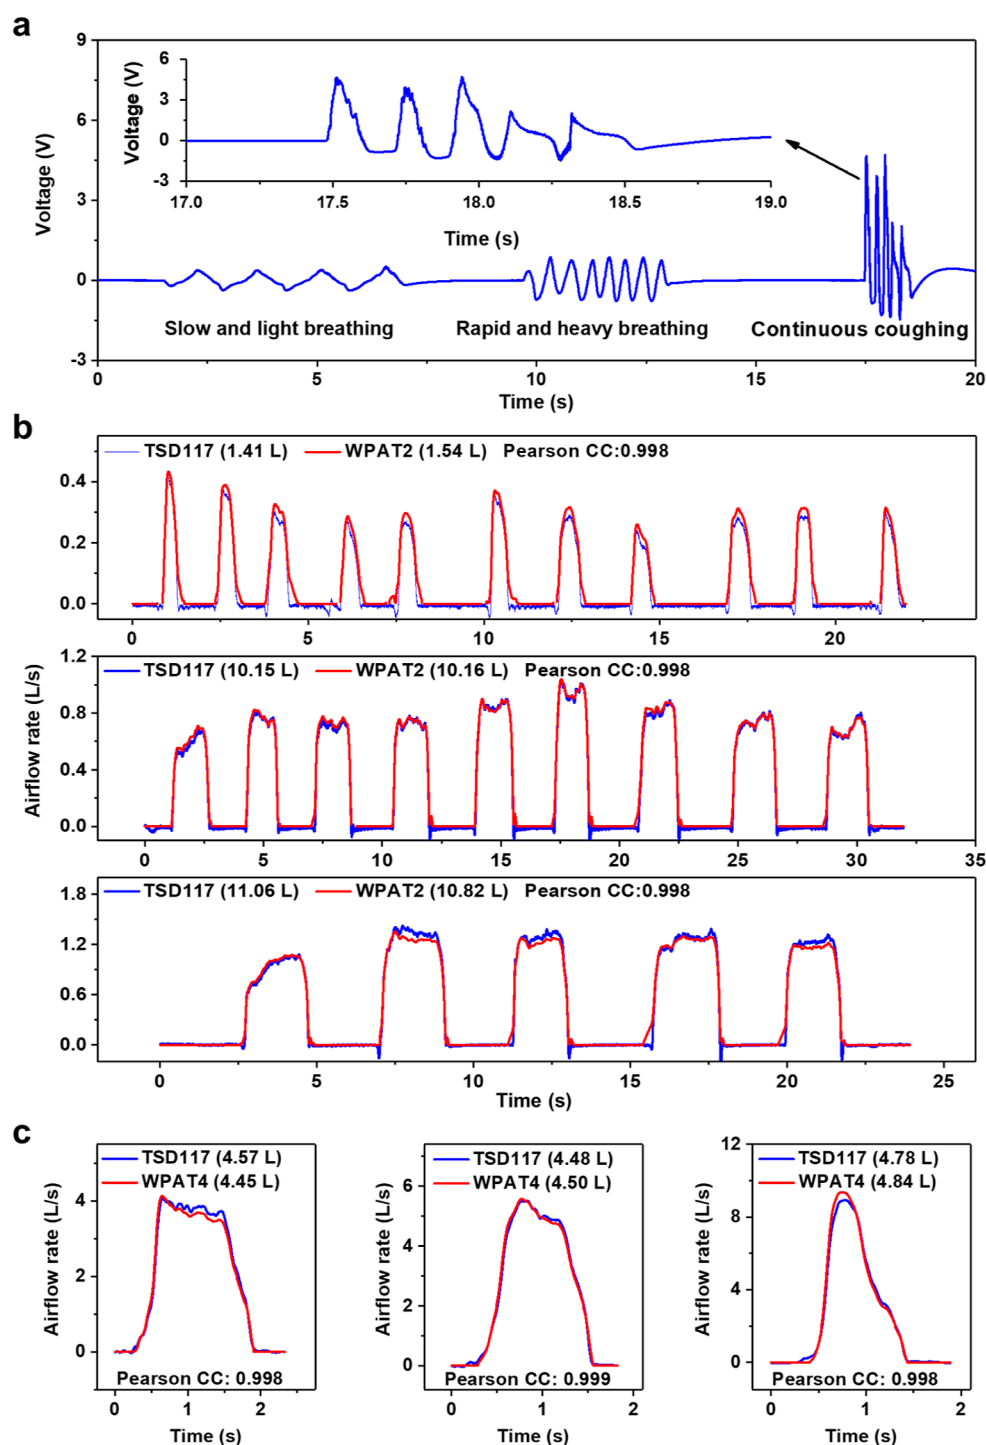 a
9
6
3
0
-3
Voltage (V)
6
3
0
-3
Voltage (V)
17.0 17.5 18.0 18.5 19.0
Time (s)
Slow and light breathing Rapid and heavy breathing Continuous coughing
0 5 10 15 20
Time (s)
b
TSD117 (1.41 L) WPAT2 (1.54 L) Pearson CC:0.998
0.4
0.2
0.0
0 5 10 15 20
Airflow rate (L/s)
1.2
TSD117 (10.15 L) WPAT2 (10.16 L) Pearson CC:0.998
0.8
0.4
0.0
0 5 10 15 20 25 30 35
TSD117 (11.06 L) WPAT2 (10.82 L) Pearson CC:0.998
1.8
1.2
0.6
0.0
0 5 10 15 20 25
Time (s)
c
TSD117 (4.57 L)
WPAT4 (4.45 L)
4
2
0
Airflow rate (L/s)
Pearson CC: 0.998
0 1 2
Time (s)
TSD117 (4.48 L)
WPAT4 (4.50 L)
6
4
2
0
Airflow rate (L/s)
Pearson CC: 0.999
0 1 2
Time (s)
12
TSD117 (4.78 L)
WPAT4 (4.84 L)
8
4
0
Airflow rate (L/s)
Pearson CC: 0.998
0 1 2
Time (s)